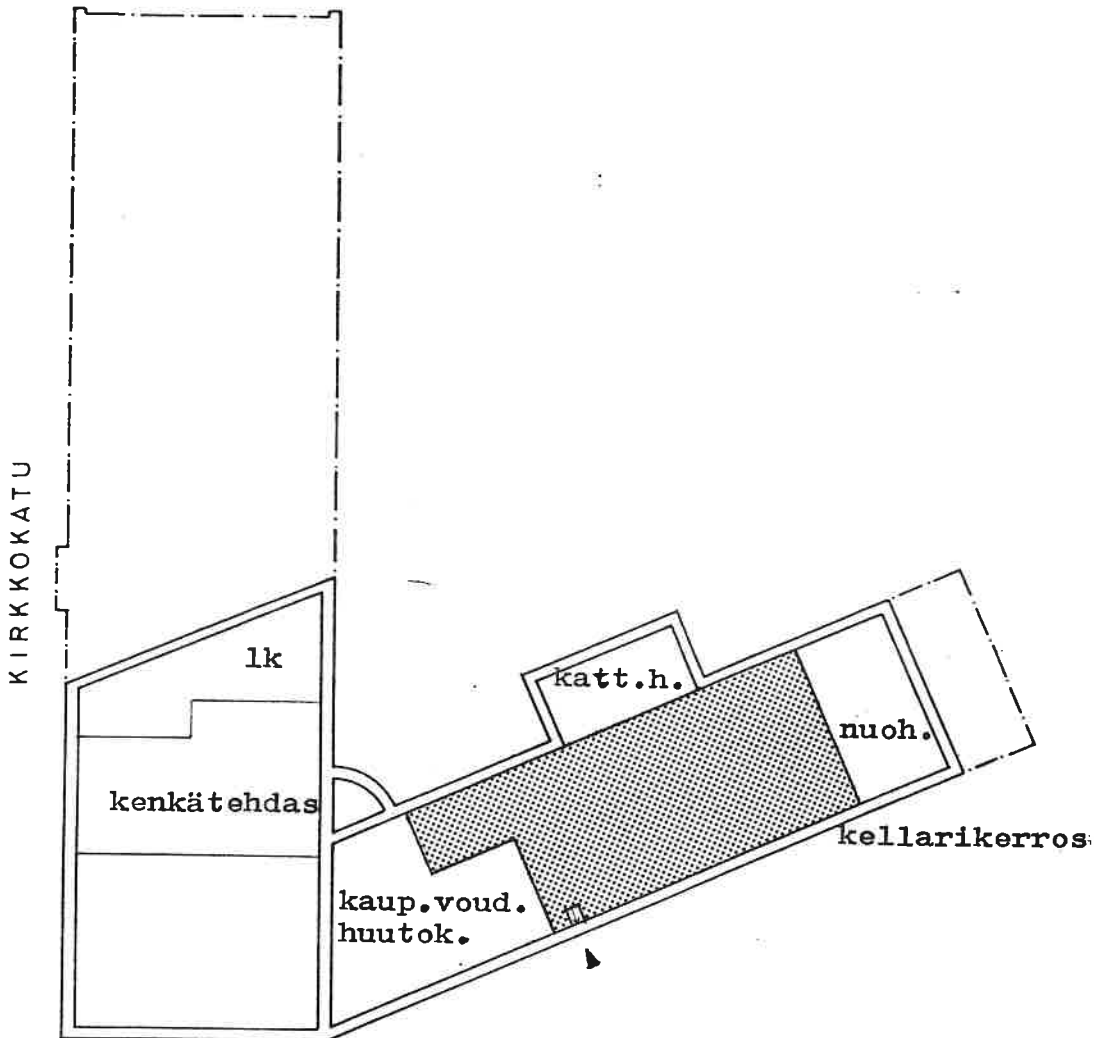 KIRKKOKATU
lk
katt.h.
nuoh.
kenkätehdas
kellarikerros
kaup.voud.
huutok.